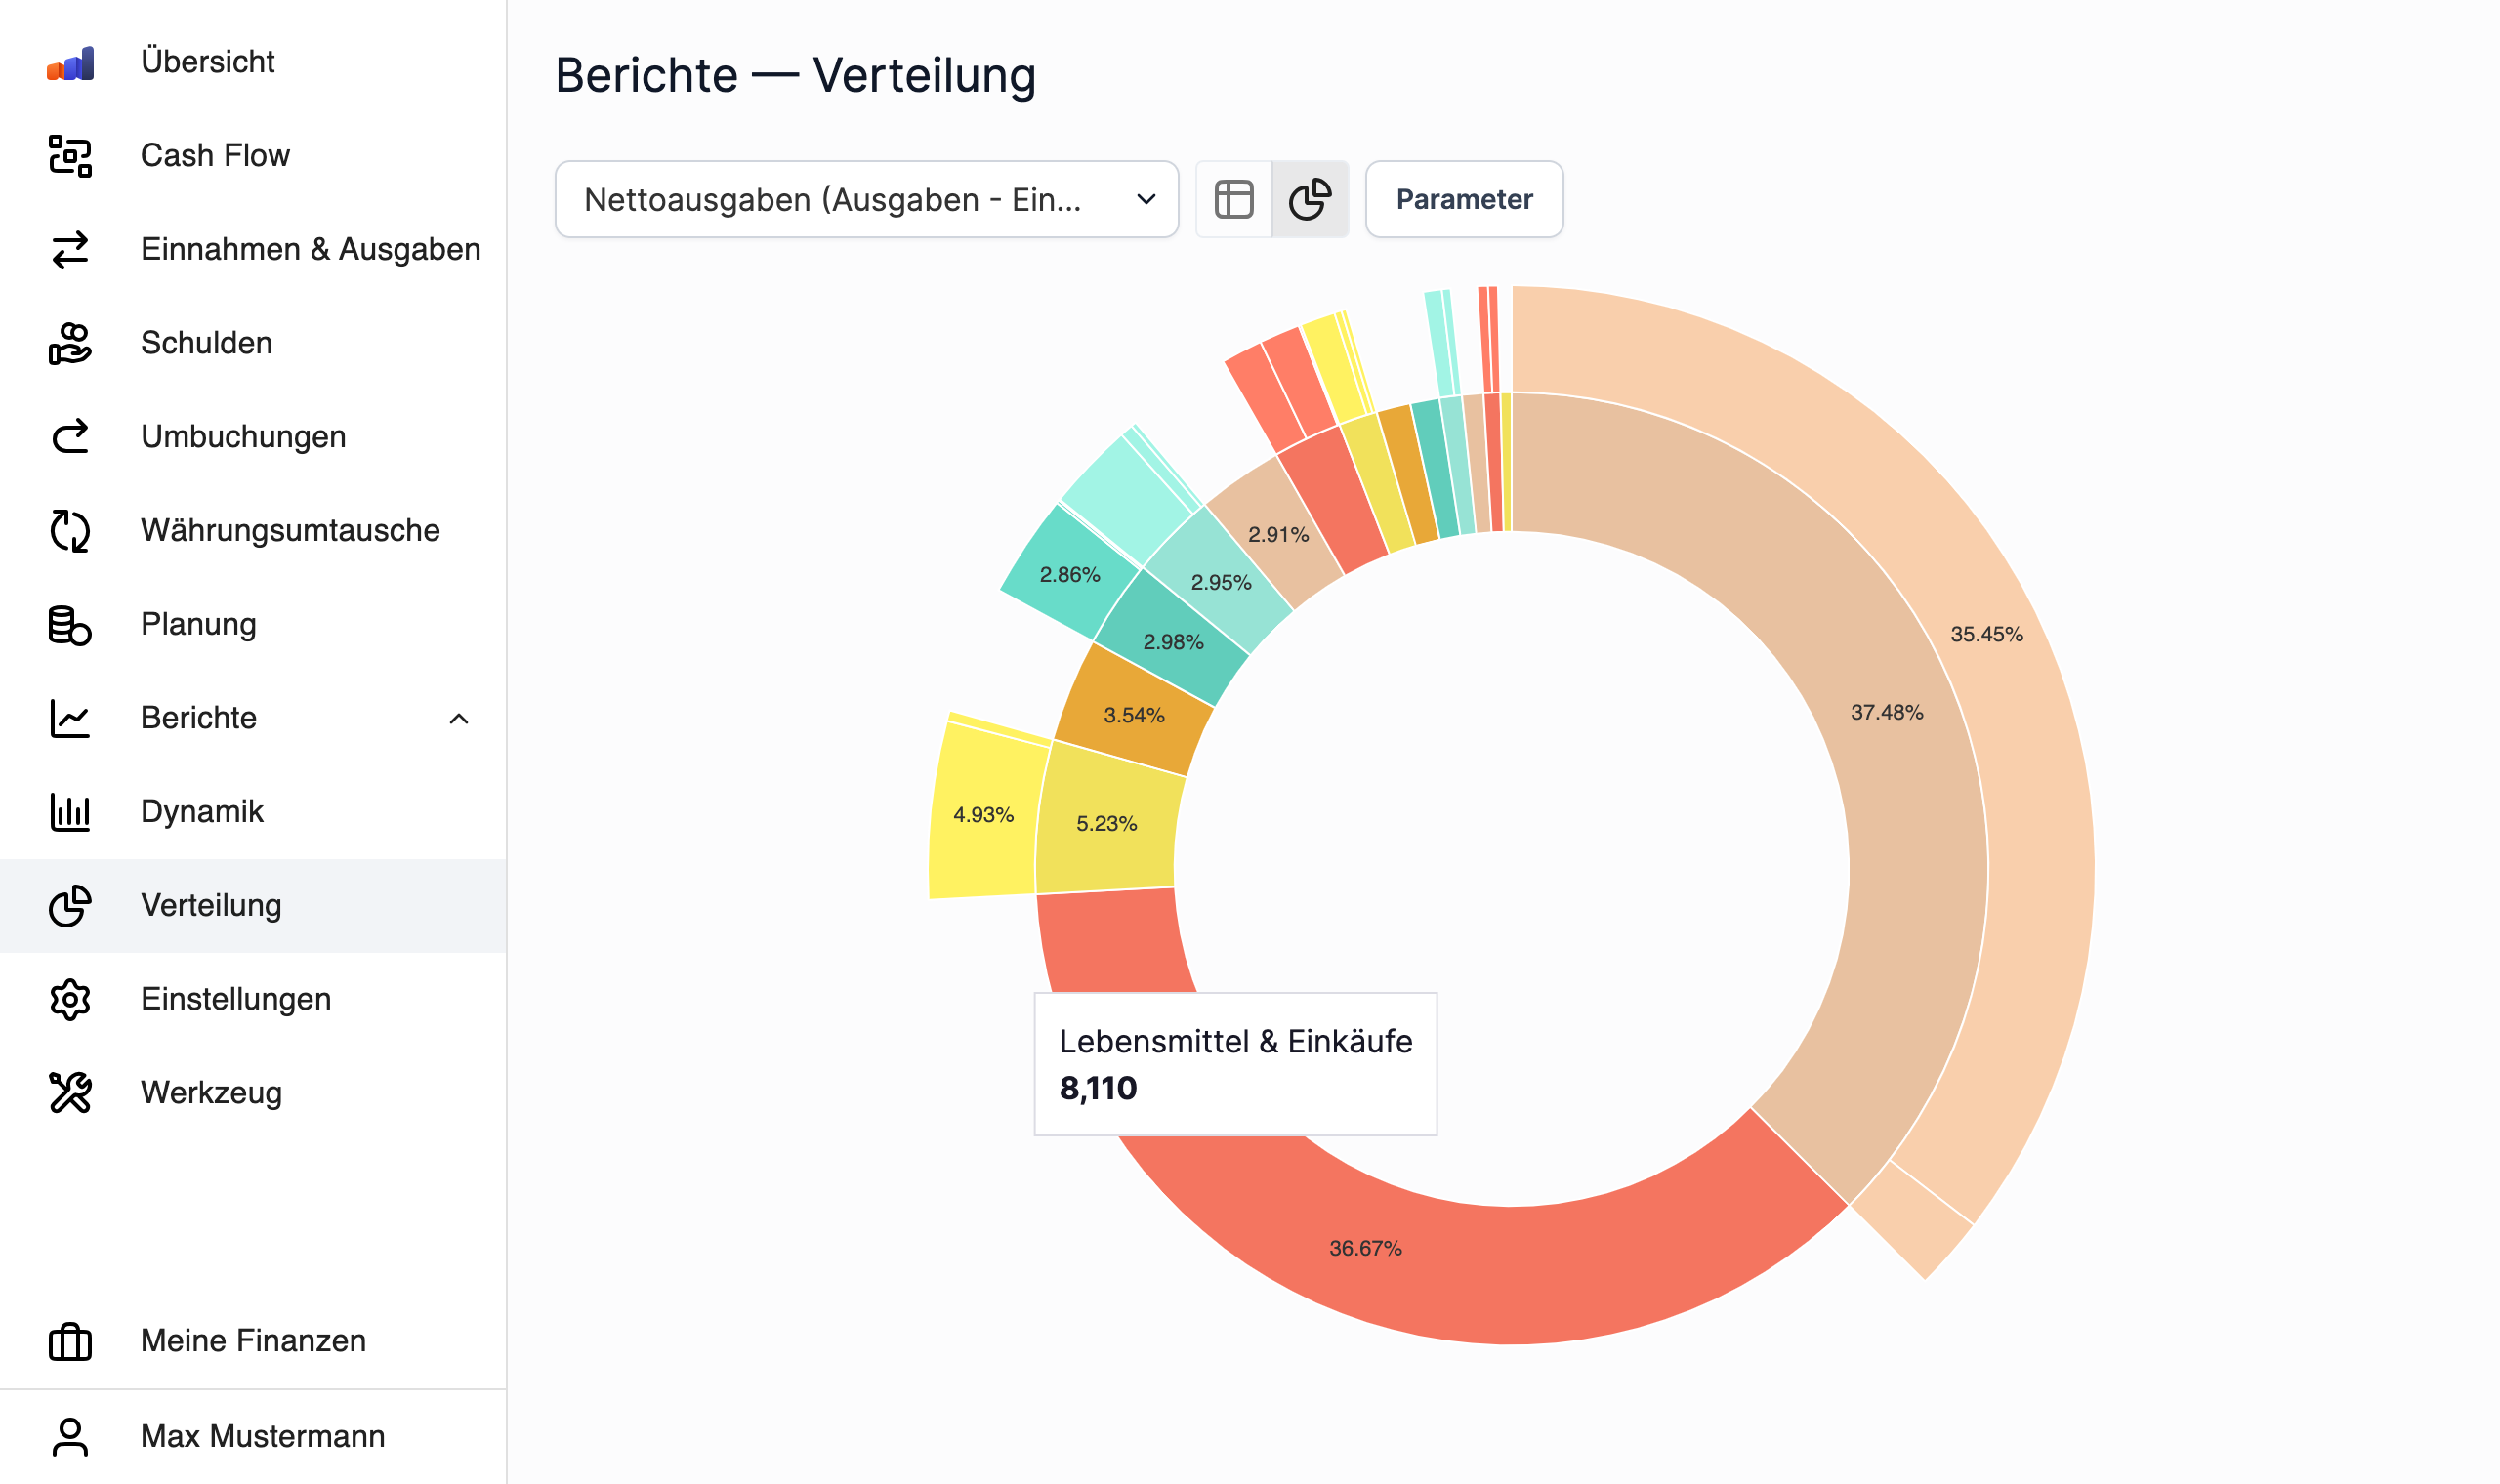 Übersicht
Cash Flow
Einnahmen & Ausgaben
Schulden
Umbuchungen
Währungsumtausche
Planung
Berichte
Dynamik
Verteilung
Einstellungen
Werkzeug
Meine Finanzen
Max Mustermann
Berichte — Verteilung
Nettoausgaben (Ausgaben - Ein...
Parameter
2.91%
2.86%
2.95%
35.45%
2.98%
37.48%
3.54%
4.93%
5.23%
Lebensmittel & Einkäufe
8,110
36.67%